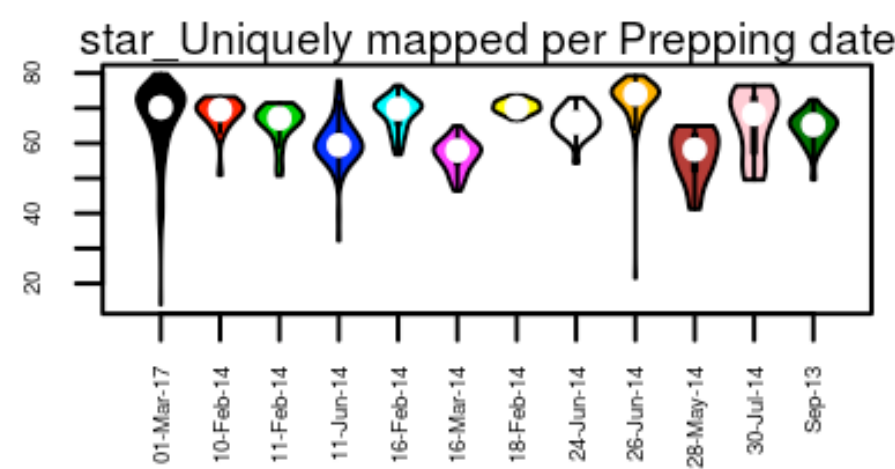 star_Uniquely mapped per Prepping date
80
60
40
20
01-Mar-17
10-Feb-14
11-Feb-14
11-Jun-14
16-Feb-14
16-Mar-14
18-Feb-14
24-Jun-14
26-Jun-14
28-May-14
30-Jul-14
Sep-13